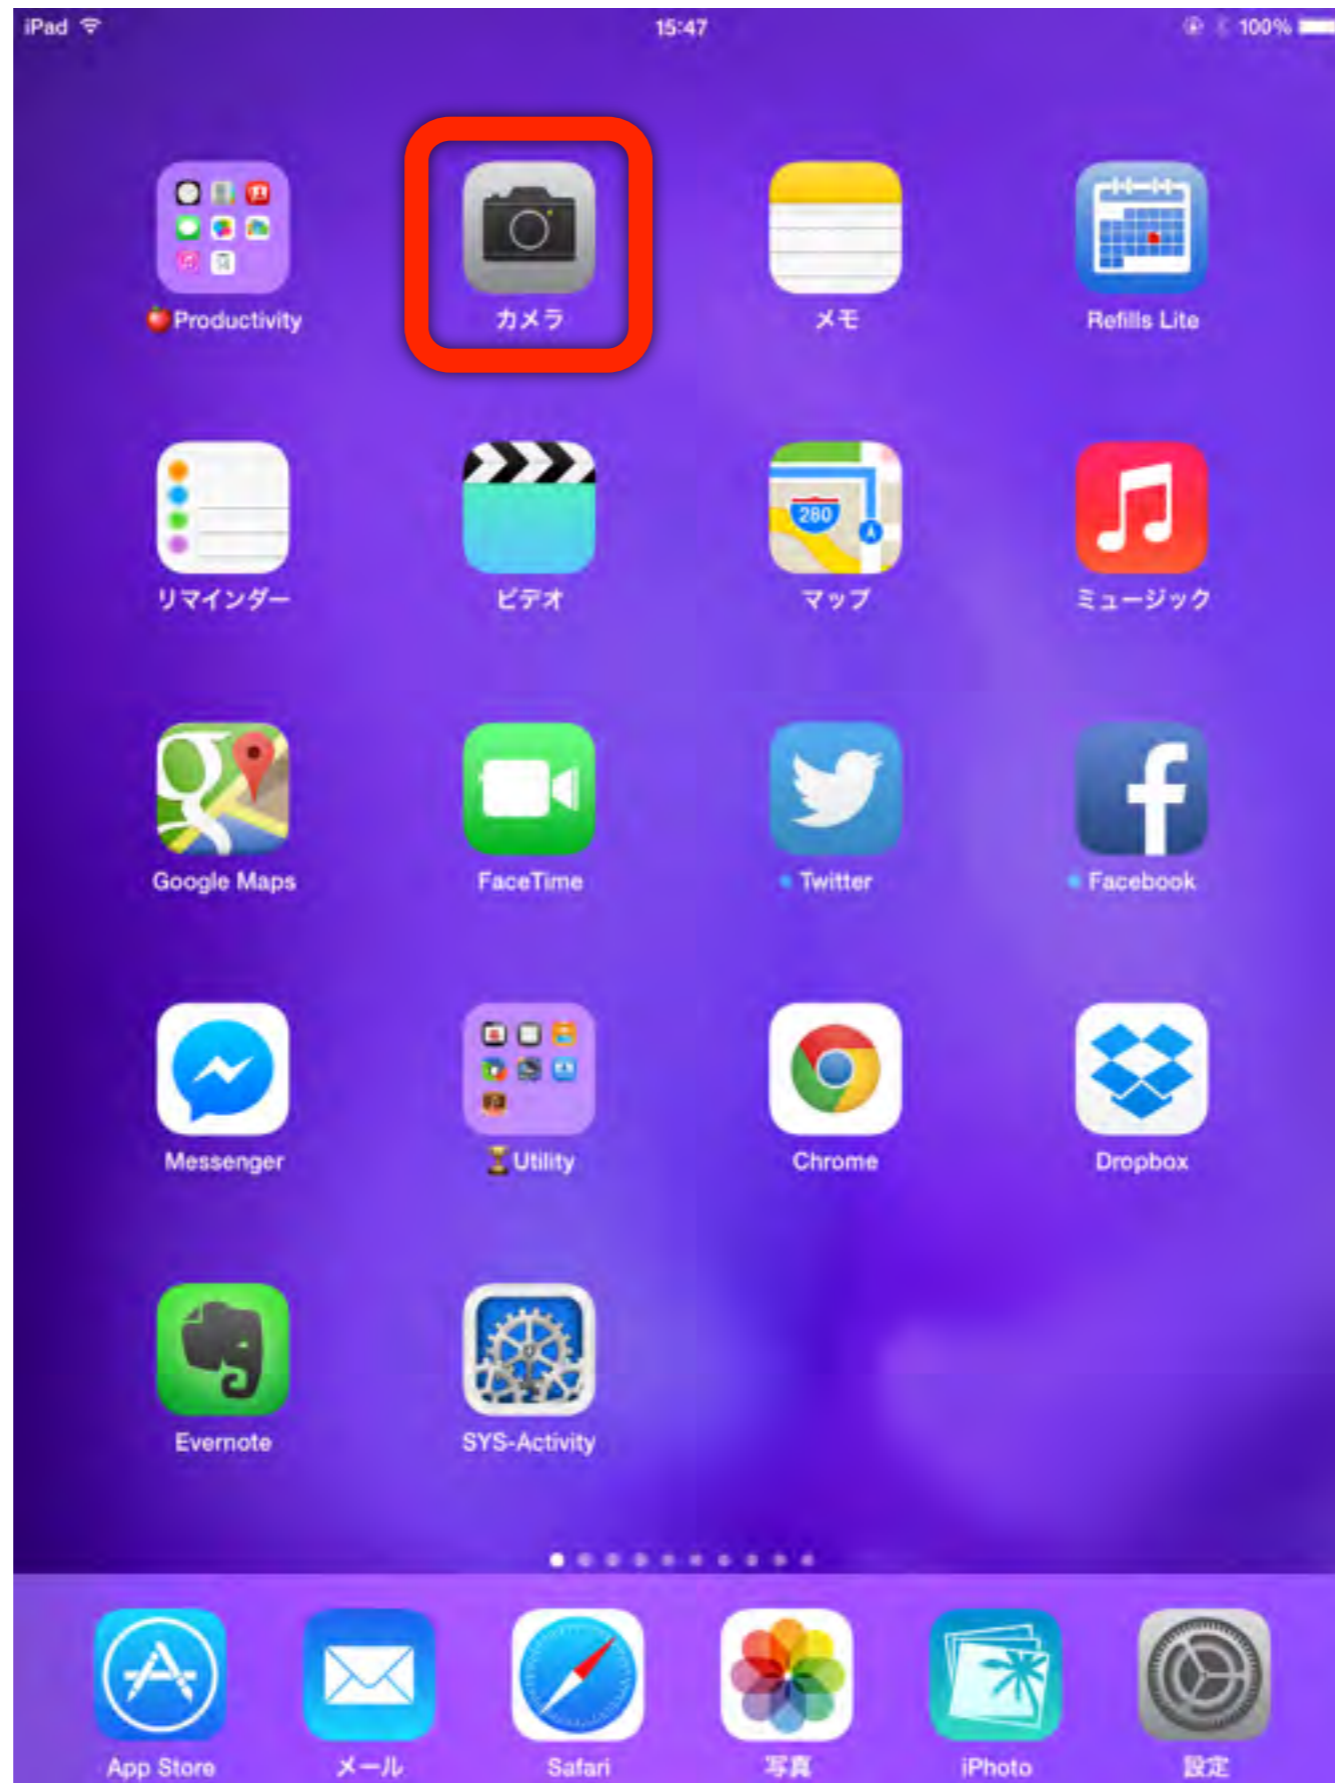 iPad 15:47 100%
Productivity カメラ メモ Refills Lite
280
リマインダー ビデオ マップ ミュージック
Google Maps FaceTime Twitter Facebook
Messenger Utility Chrome Dropbox
Evernote SYS-Activity
App Store メール Safari 写真 iPhoto 設定